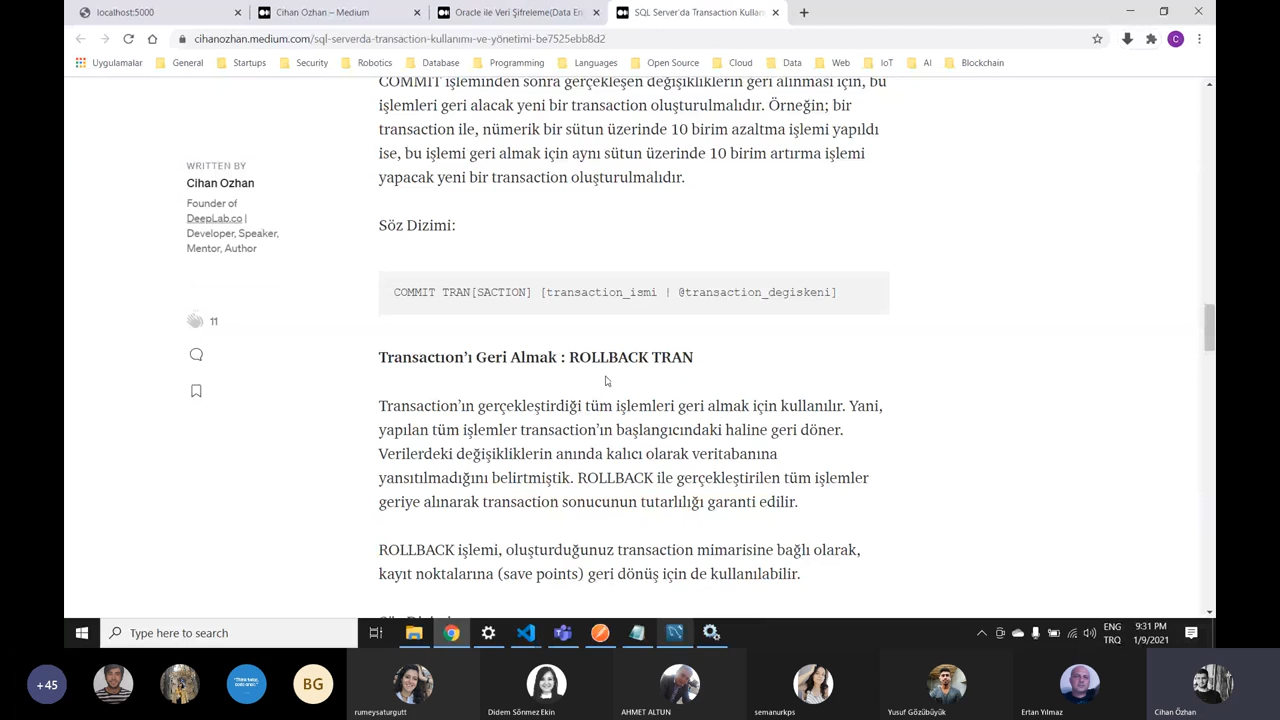 localhost:5000
Cihan Ozhan – Medium
Oracle ile Veri Şifreleme(Data En
SQL Server'da Transaction Kullan
cihanozhan.medium.com/sql-serverda-transaction-kullanımı-ve-yönetimi-be7525ebb8d2
Uygulamalar General Startups Security Robotics Database Programming Languages Open Source Cloud Data Web IoT AI Blockchain
COMMIT işleminden sonra gerçekleşen değişikliklerin geri alınması için, bu
işlemleri geri alacak yeni bir transaction oluşturulmalıdır. Örneğin; bir
transaction ile, nümerik bir sütun üzerinde 10 birim azaltma işlemi yapıldı
ise, bu işlemi geri almak için aynı sütun üzerinde 10 birim artırma işlemi
yapacak yeni bir transaction oluşturulmalıdır.
WRITTEN BY
Cihan Ozhan
Founder of
DeepLab.co |
Developer, Speaker,
Mentor, Author
11
Söz Dizimi:
COMMIT TRAN[SACTION] [transaction_ismi | @transaction_degiskeni]
Transactıon'ı Geri Almak : ROLLBACK TRAN
Transaction'ın gerçekleştirdiği tüm işlemleri geri almak için kullanılır. Yani,
yapılan tüm işlemler transaction'ın başlangıcındaki haline geri döner.
Verilerdeki değişikliklerin anında kalıcı olarak veritabanına
yansıtılmadığını belirtmiştik. ROLLBACK ile gerçekleştirilen tüm işlemler
geriye alınarak transaction sonucunun tutarlılığı garanti edilir.
ROLLBACK işlemi, oluşturduğunuz transaction mimarisine bağlı olarak,
kayıt noktalarına (save points) geri dönüş için de kullanılabilir.
Type here to search
ENG
TRQ
9:31 PM
1/9/2021
+45
BG
rumeysaturgutt
Didem Sönmez Ekin
AHMET ALTUN
semanurkps
Yusuf Gözübüyük
Ertan Yılmaz
Cihan Özhan